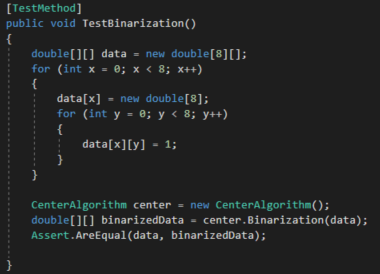 [TestMethod]
public void TestBinarization()
{
double[][] data = new double[8][];
for (int x = 0; x < 8; x++)
{
data[x] = new double[8];
for (int y = 0; y < 8; y++)
{
data[x][y] = 1;
}
}
CenterAlgorithm center = new CenterAlgorithm();
double[][] binarizedData = center.Binarization(data);
Assert.AreEqual(data, binarizedData);
}